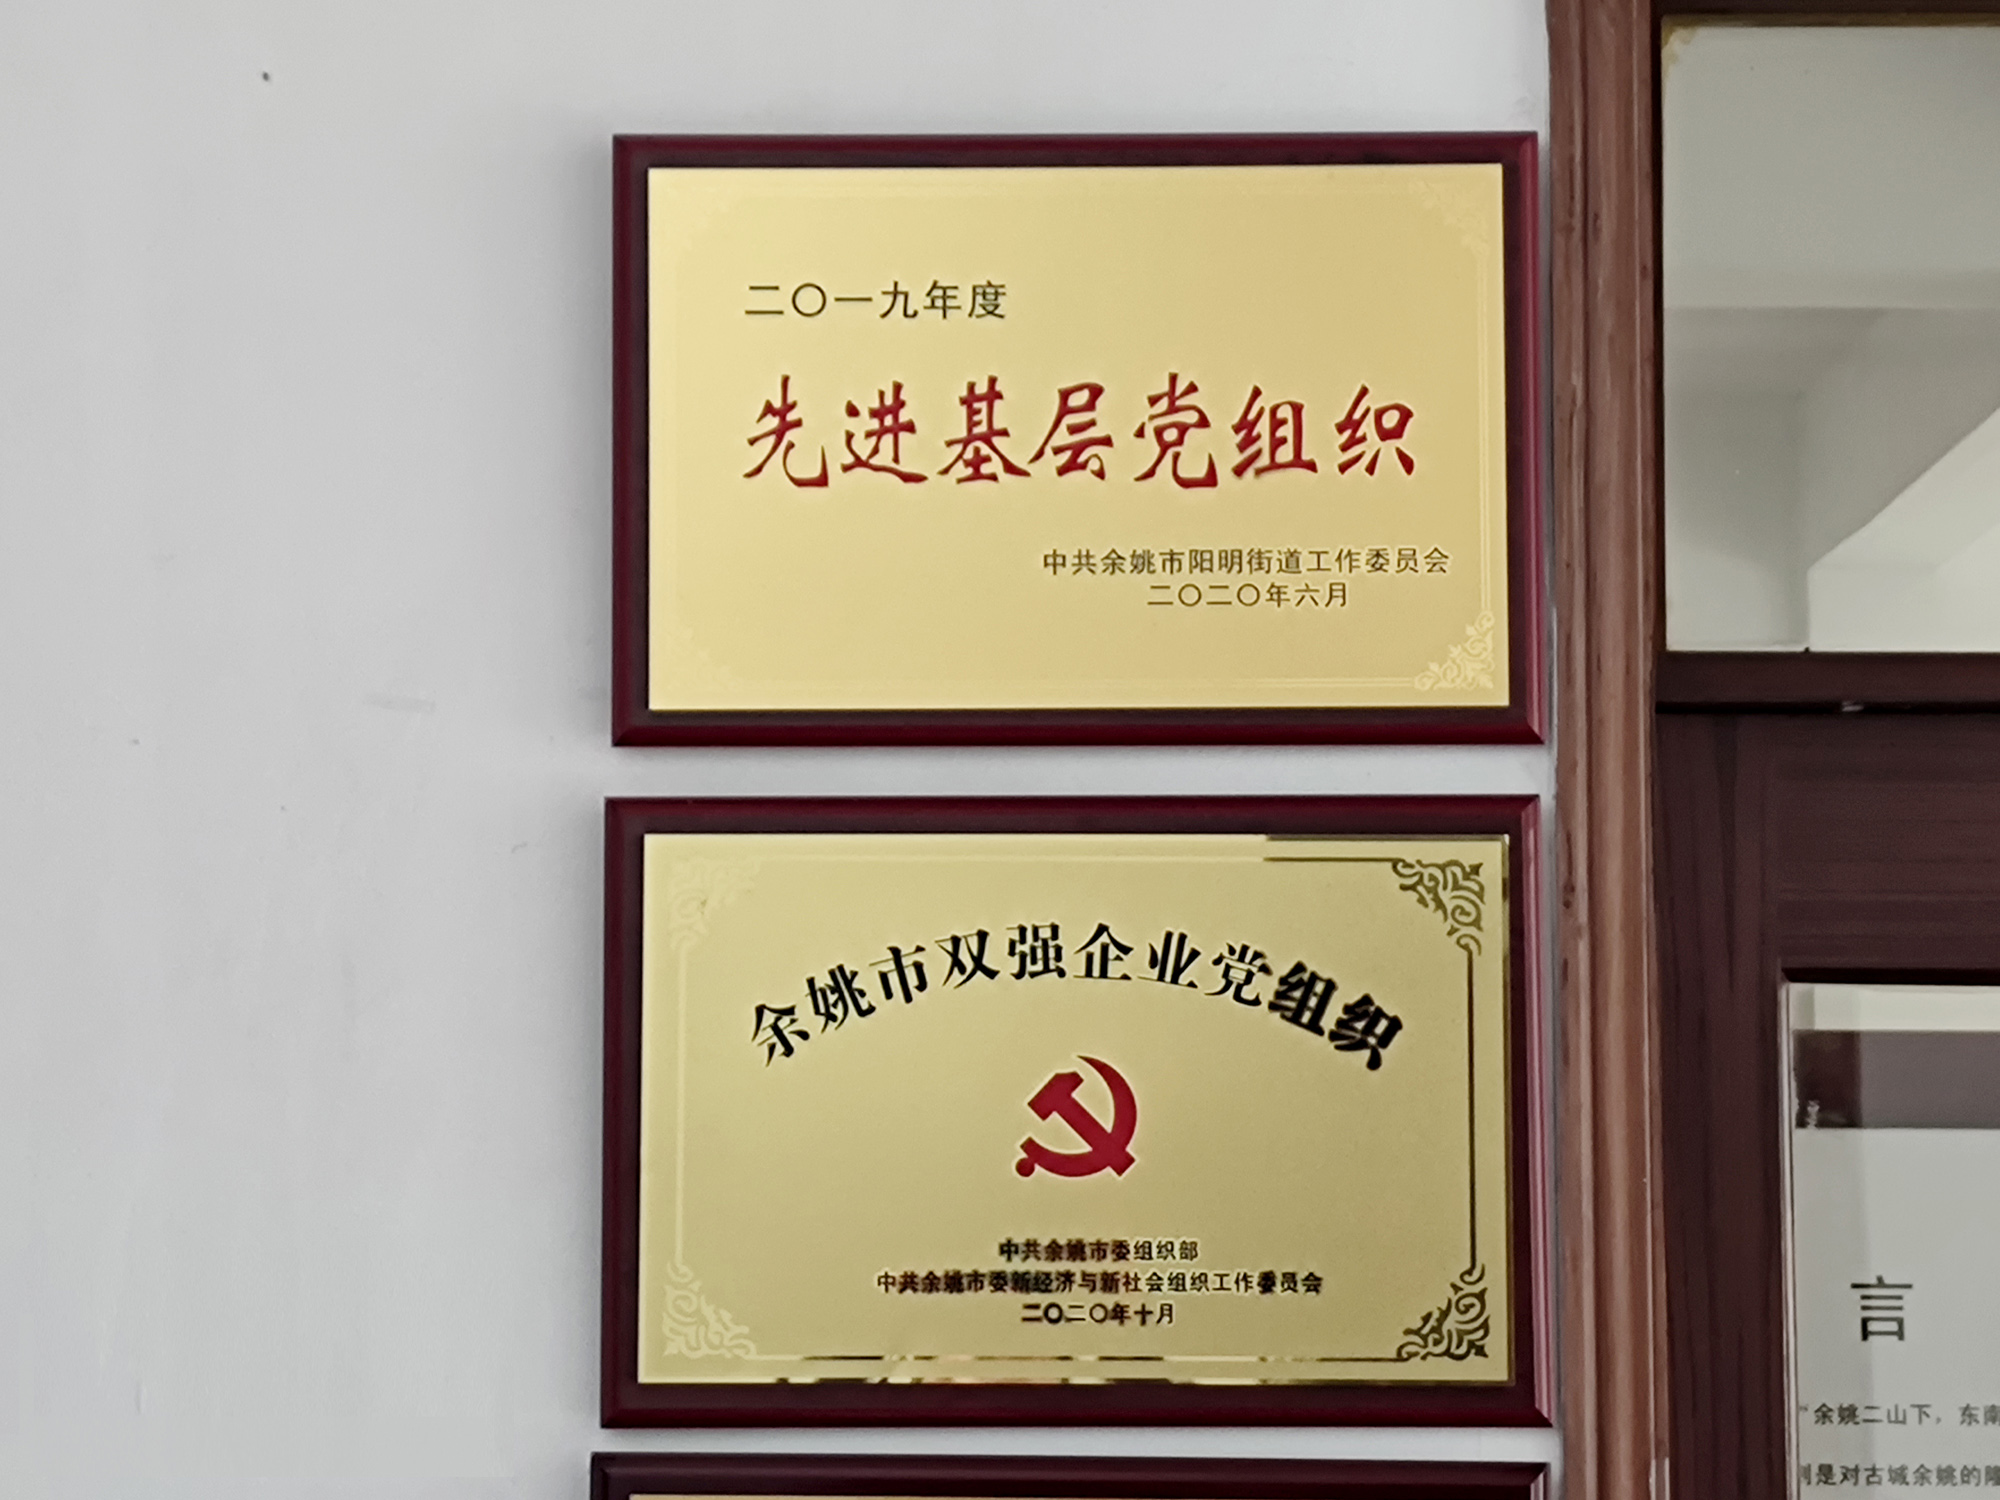 二〇一九年度
先进基层党组织
中共余姚市阳明街道工作委员会
二〇二〇年六月
余姚市双强企业党组织
中共余姚市委组织部
中共余姚市委新经济与新社会组织工作委员会
二〇二〇年十月
言
“余姚二山下，东南
是对古城余姚的